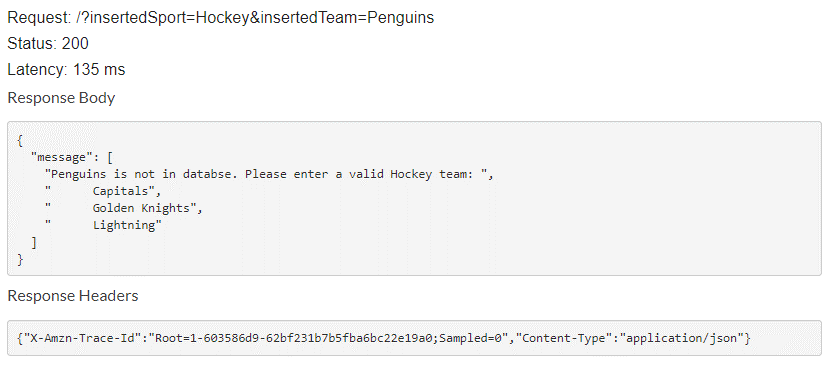 Request: /?insertedSport=Hockey&insertedTeam=Penguins
Status: 200
Latency: 135 ms
Response Body
{
  "message": [
    "Penguins is not in databse. Please enter a valid Hockey team: ",
    "      Capitals",
    "      Golden Knights",
    "      Lightning"
  ]
}
Response Headers
{"X-Amzn-Trace-Id":"Root=1-603586d9-62bf231b7b5fba6bc22e19a0;Sampled=0","Content-Type":"application/json"}